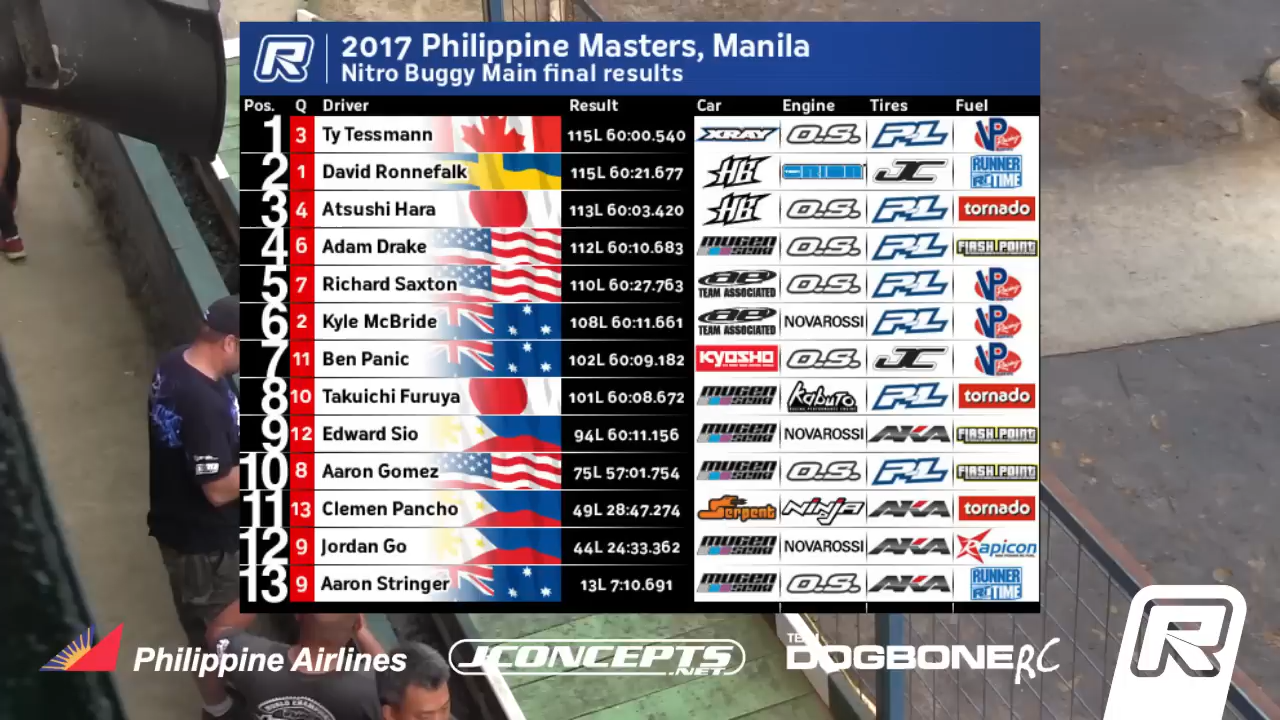 2017 Philippine Masters, Manila
Nitro Buggy Main final results
Pos. Q Driver Result Car Engine Tires Fuel
1 3 Ty Tessmann 115L 60:00.540 XRAY O.S. P-L VP Racing
2 1 David Ronnefalk 115L 60:21.677 HB ORION JC RUNNER TIME
3 4 Atsushi Hara 113L 60:03.420 HB O.S. P-L tornado
4 6 Adam Drake 112L 60:10.683 MUGEN SEIKI O.S. P-L FLASH POINT
5 7 Richard Saxton 110L 60:27.763 ae TEAM ASSOCIATED O.S. P-L VP Racing
6 2 Kyle McBride 108L 60:11.661 ae TEAM ASSOCIATED NOVAROSSI P-L VP Racing
7 11 Ben Panic 102L 60:09.182 KYOSHO O.S. JC VP Racing
8 10 Takuichi Furuya 101L 60:08.672 MUGEN SEIKI Kabuto P-L tornado
9 12 Edward Sio 94L 60:11.156 MUGEN SEIKI NOVAROSSI AKA FLASH POINT
10 8 Aaron Gomez 75L 57:01.754 MUGEN SEIKI O.S. P-L FLASH POINT
11 13 Clemen Pancho 49L 28:47.274 Serpent Ninja AKA tornado
12 9 Jordan Go 44L 24:33.362 MUGEN SEIKI NOVAROSSI AKA Rapicon
13 9 Aaron Stringer 13L 7:10.691 MUGEN SEIKI O.S. AKA RUNNER TIME
Philippine Airlines
JCONCEPTS.NET
TEAM DOGBONE RC
R
WORLD CHAMPION